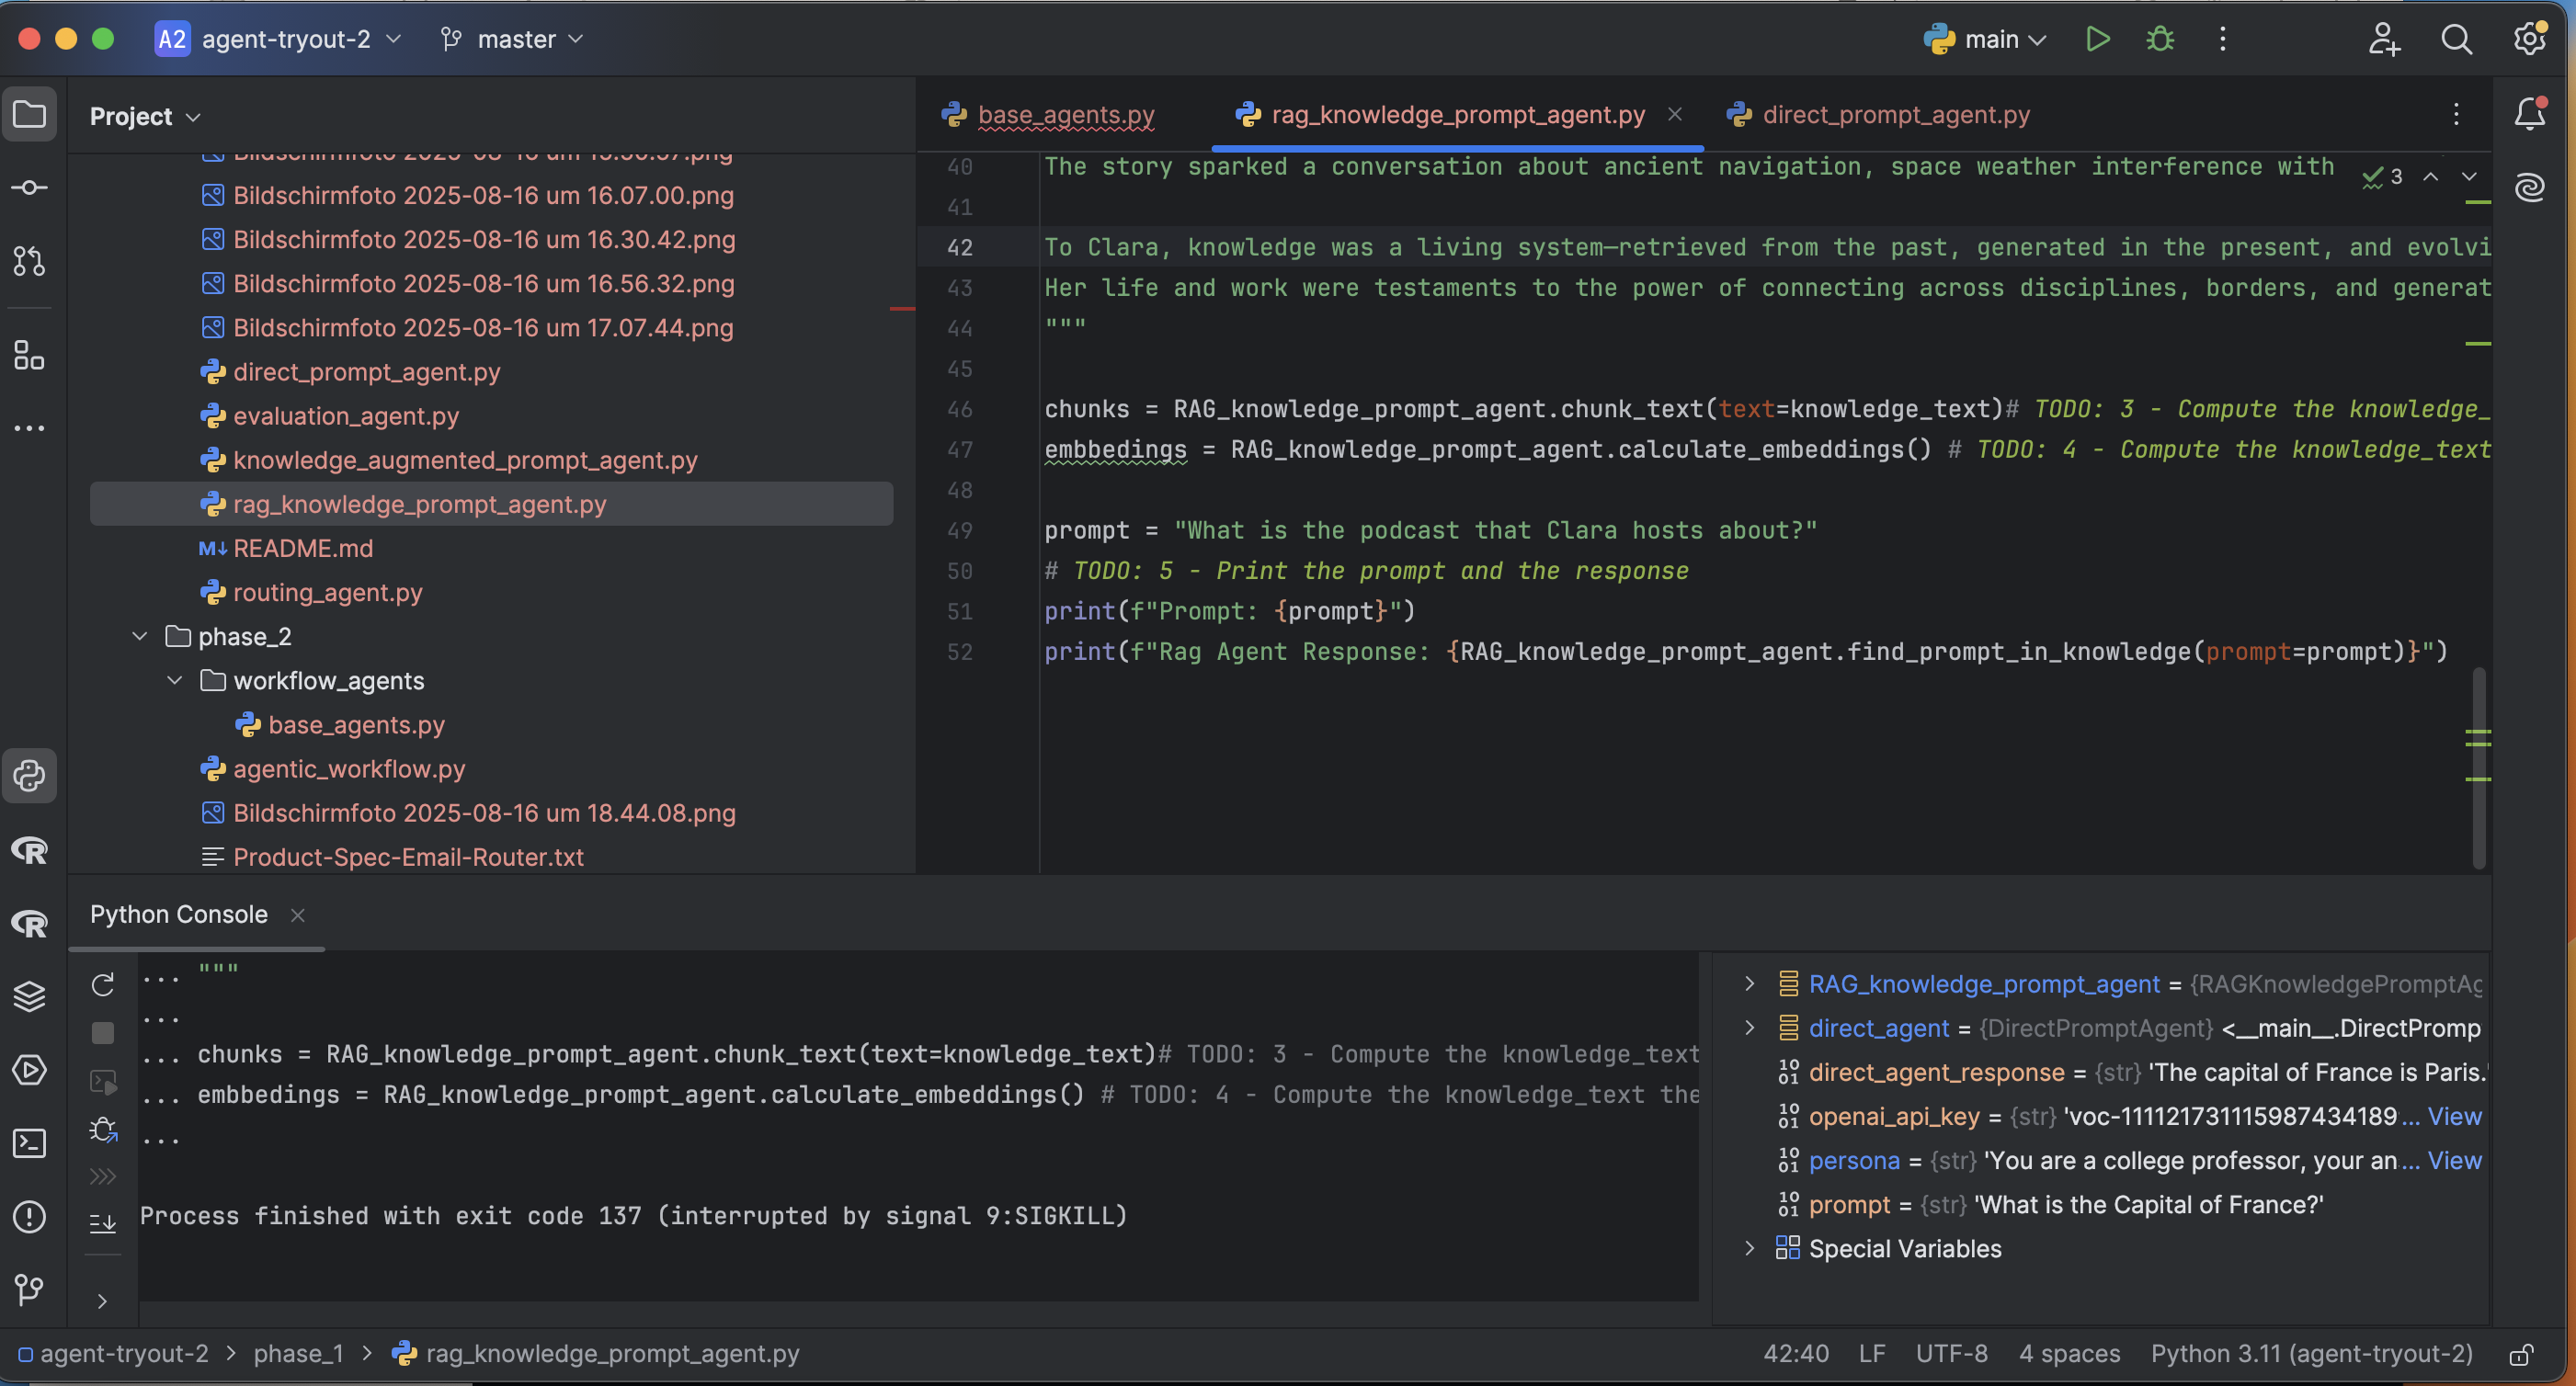 A2 agent-tryout-2 master main
Project
Bildschirmfoto 2025-08-16 um 16.07.00.png
Bildschirmfoto 2025-08-16 um 16.30.42.png
Bildschirmfoto 2025-08-16 um 16.56.32.png
Bildschirmfoto 2025-08-16 um 17.07.44.png
direct_prompt_agent.py
evaluation_agent.py
knowledge_augmented_prompt_agent.py
rag_knowledge_prompt_agent.py
M↓ README.md
routing_agent.py
phase_2
workflow_agents
base_agents.py
agentic_workflow.py
Bildschirmfoto 2025-08-16 um 18.44.08.png
Product-Spec-Email-Router.txt
base_agents.py rag_knowledge_prompt_agent.py direct_prompt_agent.py
3
40 The story sparked a conversation about ancient navigation, space weather interference with
41
42 To Clara, knowledge was a living system—retrieved from the past, generated in the present, and evolvi
43 Her life and work were testaments to the power of connecting across disciplines, borders, and generat
44 """
45
46 chunks = RAG_knowledge_prompt_agent.chunk_text(text=knowledge_text)# TODO: 3 - Compute the knowledge_
47 embbedings = RAG_knowledge_prompt_agent.calculate_embeddings() # TODO: 4 - Compute the knowledge_text
48
49 prompt = "What is the podcast that Clara hosts about?"
50 # TODO: 5 - Print the prompt and the response
51 print(f"Prompt: {prompt}")
52 print(f"Rag Agent Response: {RAG_knowledge_prompt_agent.find_prompt_in_knowledge(prompt=prompt)}")
Python Console
... """
...
... chunks = RAG_knowledge_prompt_agent.chunk_text(text=knowledge_text)# TODO: 3 - Compute the knowledge_text
... embbedings = RAG_knowledge_prompt_agent.calculate_embeddings() # TODO: 4 - Compute the knowledge_text the
...
Process finished with exit code 137 (interrupted by signal 9:SIGKILL)
RAG_knowledge_prompt_agent = {RAGKnowledgePromptAg
direct_agent = {DirectPromptAgent} <__main__.DirectPromp
direct_agent_response = {str} 'The capital of France is Paris.'
openai_api_key = {str} 'voc-111121731115987434189... View
persona = {str} 'You are a college professor, your an... View
prompt = {str} 'What is the Capital of France?'
Special Variables
agent-tryout-2 > phase_1 > rag_knowledge_prompt_agent.py
42:40 LF UTF-8 4 spaces Python 3.11 (agent-tryout-2)